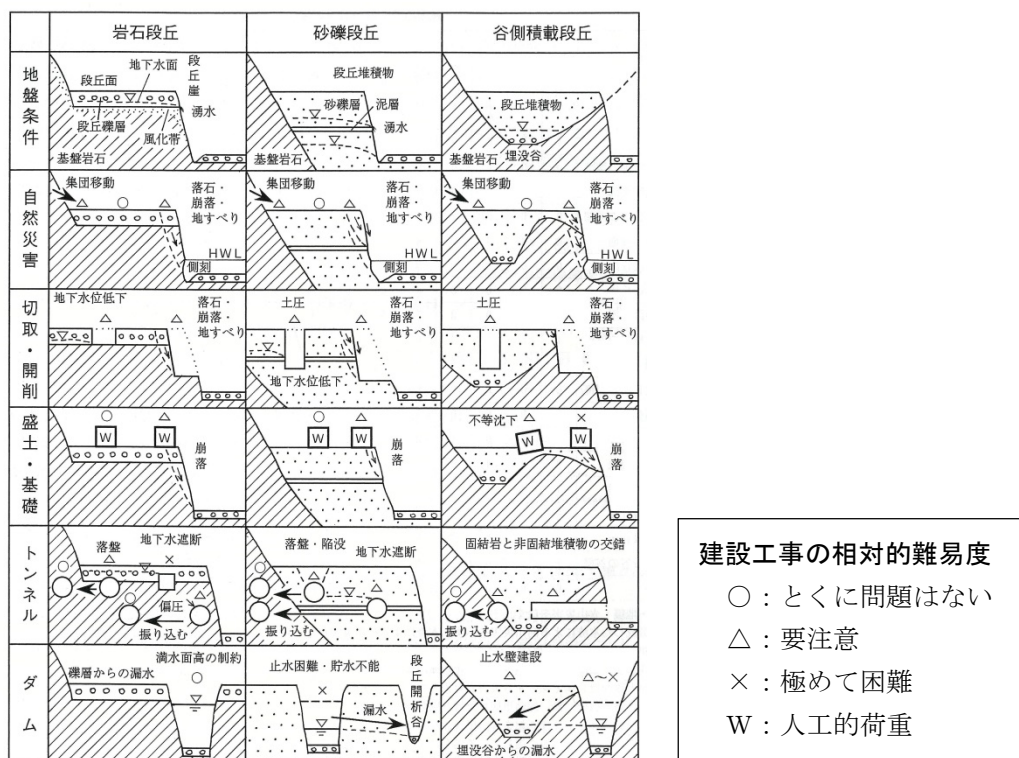 岩石段丘
砂礫段丘
谷側積載段丘
地盤条件
段丘面
地下水面
段丘崖
湧水
段丘礫層
風化帯
基盤岩石
段丘堆積物
砂礫層
泥層
湧水
基盤岩石
段丘堆積物
基盤岩石
埋没谷
自然災害
集団移動
△ ○ △
落石・
崩落・
地すべり
HWL
側刻
集団移動
△ ○ △
落石・
崩落・
地すべり
HWL
側刻
集団移動
△ ○ △
落石・
崩落・
地すべり
HWL
側刻
切取・開削
地下水位低下
△ △
落石・
崩落・
地すべり
土圧
△ △
落石・
崩落・
地すべり
地下水位低下
土圧
△ △
落石・
崩落・
地すべり
盛土・基礎
○ △
W W
崩落
○ △
W W
崩落
不等沈下 △ ×
W W
崩落
トンネル
落盤
地下水遮断
○ △ ×
○ 偏圧 △
振り込む
落盤・陥没
地下水遮断
○ △
○ △
振り込む
固結岩と非固結堆積物の交錯
○ △ △
振り込む
ダム
満水面高の制約
礫層からの漏水
○
止水困難・貯水不能
×
漏水
段丘開析谷
止水壁建設
△ △～×
埋没谷からの漏水
建設工事の相対的難易度
○：とくに問題はない
△：要注意
×：極めて困難
W：人工的荷重